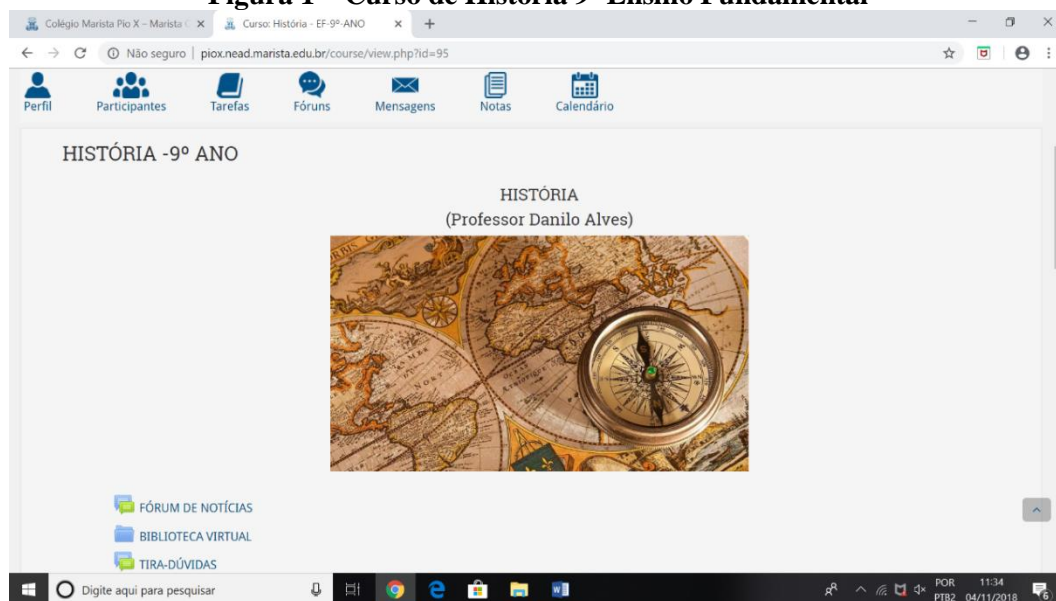 Figura 1 – Curso de História 9º Ensino Fundamental
Colégio Marista Pio X – Marista C
Curso: História - EF-9º-ANO
Não seguro | piox.nead.marista.edu.br/course/view.php?id=95
Perfil
Participantes
Tarefas
Fóruns
Mensagens
Notas
Calendário
HISTÓRIA -9º ANO
HISTÓRIA
(Professor Danilo Alves)
FÓRUM DE NOTÍCIAS
BIBLIOTECA VIRTUAL
TIRA-DÚVIDAS
Digite aqui para pesquisar
POR
PTB2
11:34
04/11/2018